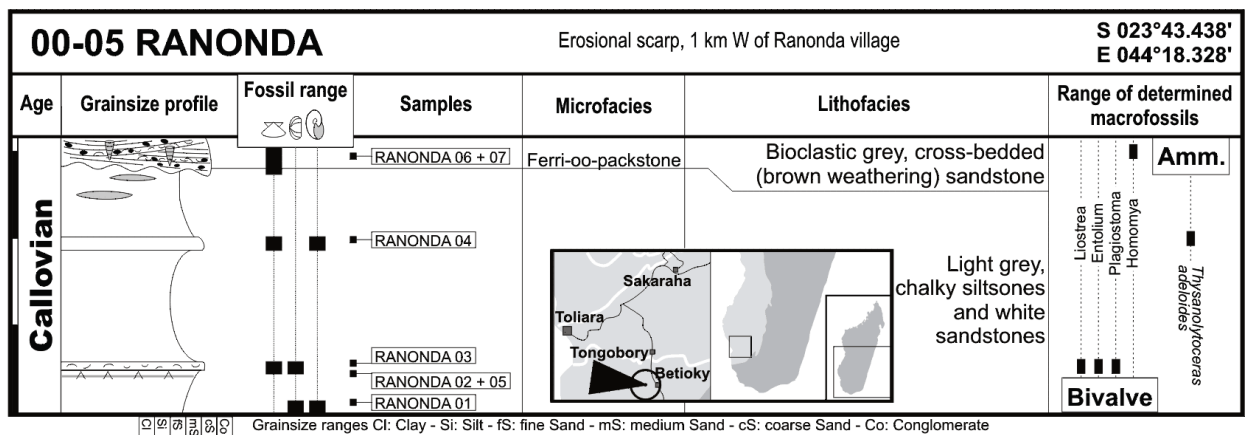 00-05 RANONDA
Erosional scarp, 1 km W of Ranonda village
S 023°43.438'
E 044°18.328'
Age
Grainsize profile
Fossil range
Samples
Microfacies
Lithofacies
Range of determined
macrofossils
Callovian
RANONDA 06 + 07
RANONDA 04
RANONDA 03
RANONDA 02 + 05
RANONDA 01
Ferri-oo-packstone
Bioclastic grey, cross-bedded
(brown weathering) sandstone
Light grey,
chalky siltsones
and white
sandstones
Sakaraha
Toliara
Tongobory
Betioky
Liostrea
Entolium
Plagiostoma
Homomya
Bivalve
Amm.
Thysanolytoceras
adeloides
Cl
Si
fS
mS
cS
Co
Grainsize ranges Cl: Clay - Si: Silt - fS: fine Sand - mS: medium Sand - cS: coarse Sand - Co: Conglomerate